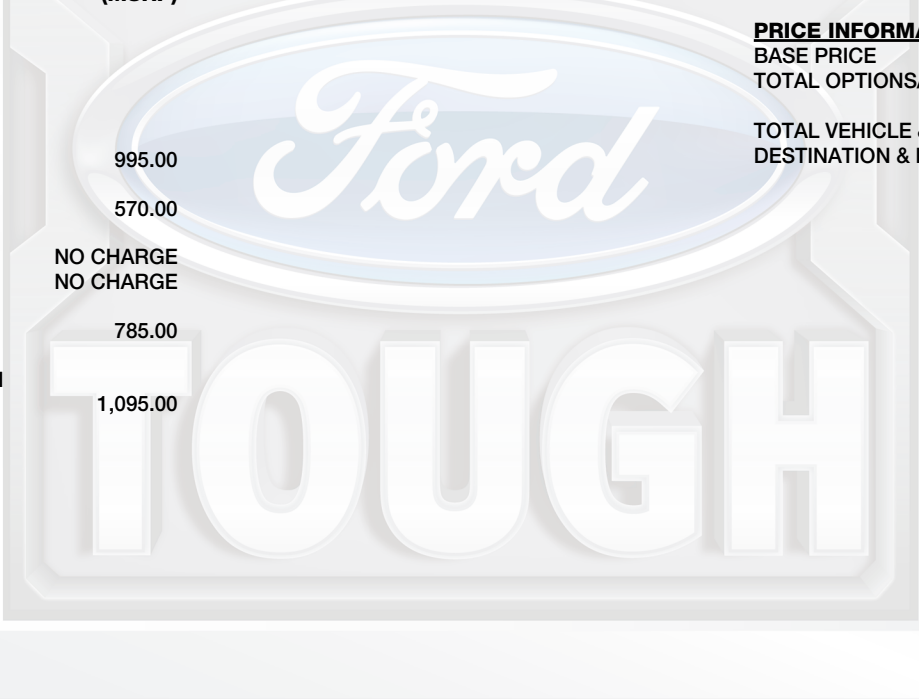 (MSRP)
995.00
570.00
NO CHARGE
NO CHARGE
785.00
1,095.00
PRICE INFORMA
BASE PRICE
TOTAL OPTIONS
TOTAL VEHICLE
DESTINATION &
Ford
TOUGH